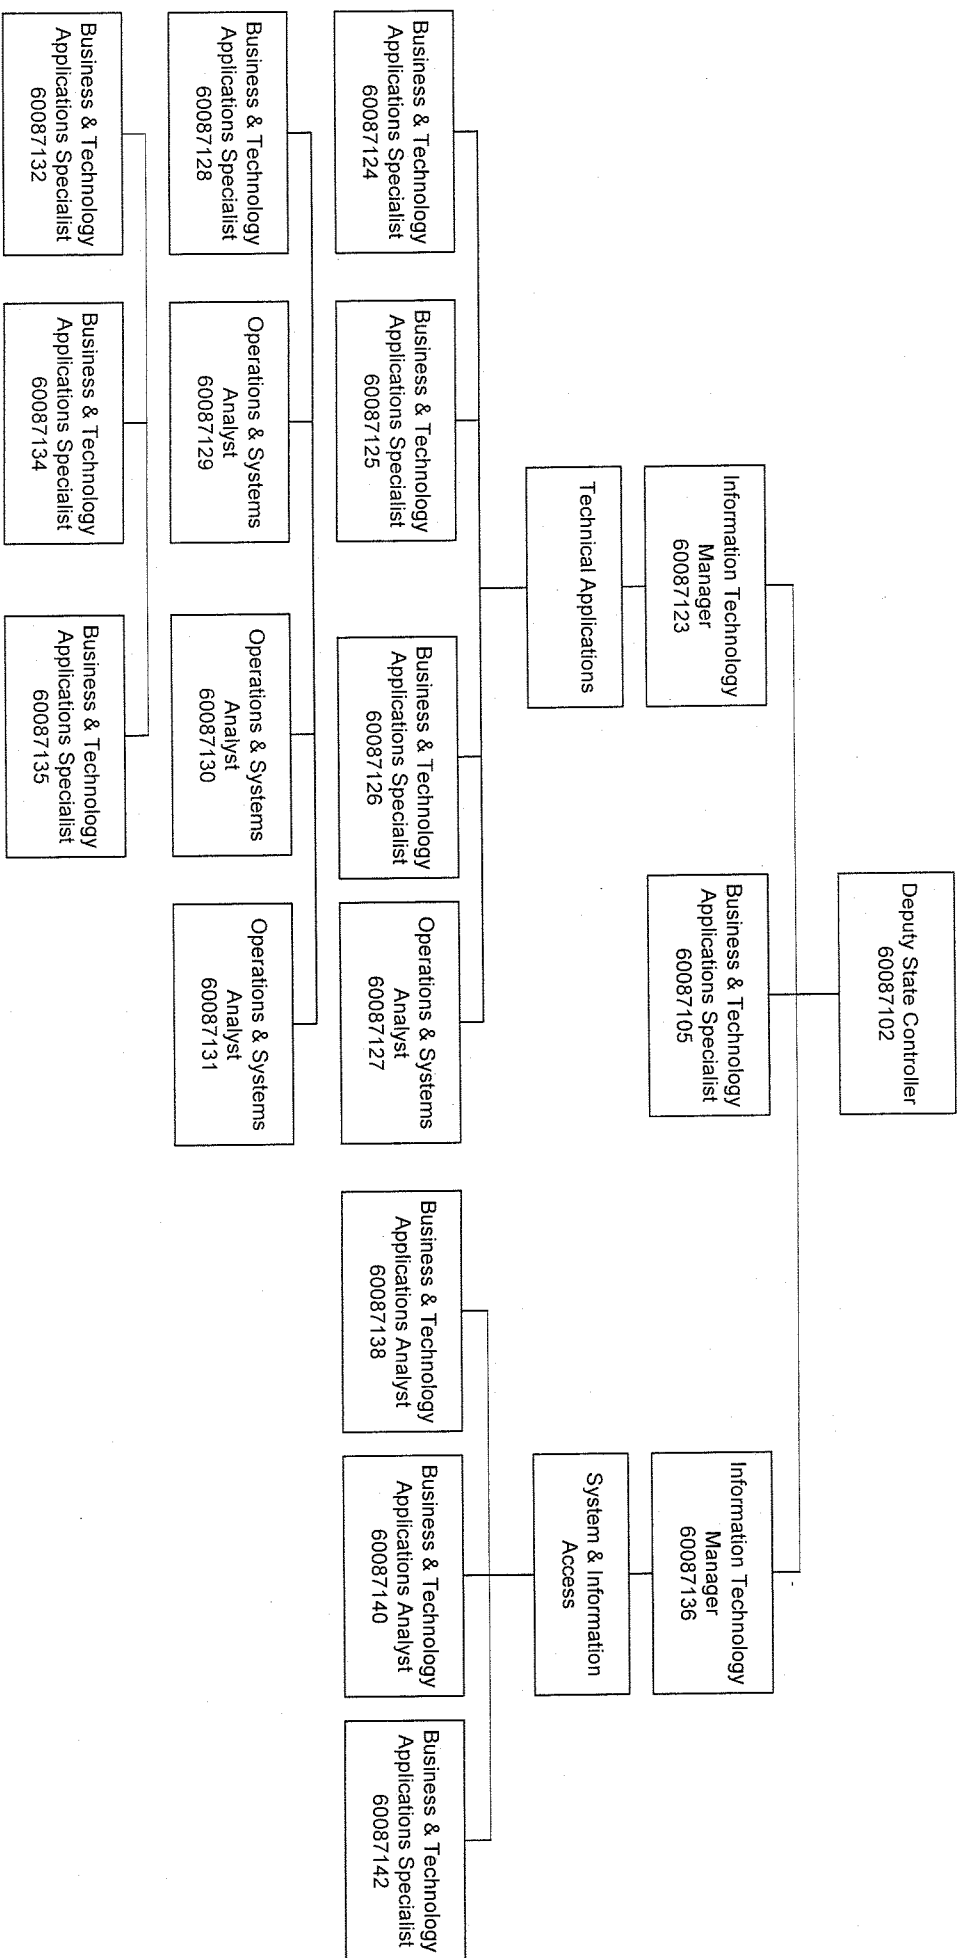 Deputy State Controller
60087102
Information Technology
Manager
60087123
Business & Technology
Applications Specialist
60087105
Information Technology
Manager
60087136
Technical Applications
System & Information
Access
Business & Technology
Applications Specialist
60087124
Business & Technology
Applications Specialist
60087125
Business & Technology
Applications Specialist
60087126
Operations & Systems
Analyst
60087127
Business & Technology
Applications Analyst
60087138
Business & Technology
Applications Analyst
60087140
Business & Technology
Applications Specialist
60087142
Business & Technology
Applications Specialist
60087128
Operations & Systems
Analyst
60087129
Operations & Systems
Analyst
60087130
Operations & Systems
Analyst
60087131
Business & Technology
Applications Specialist
60087132
Business & Technology
Applications Specialist
60087134
Business & Technology
Applications Specialist
60087135